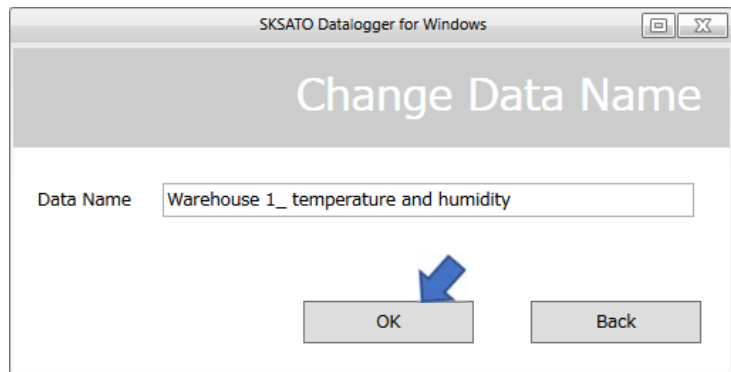 SKSATO Datalogger for Windows
Change Data Name
Data Name Warehouse 1_ temperature and humidity
OK Back